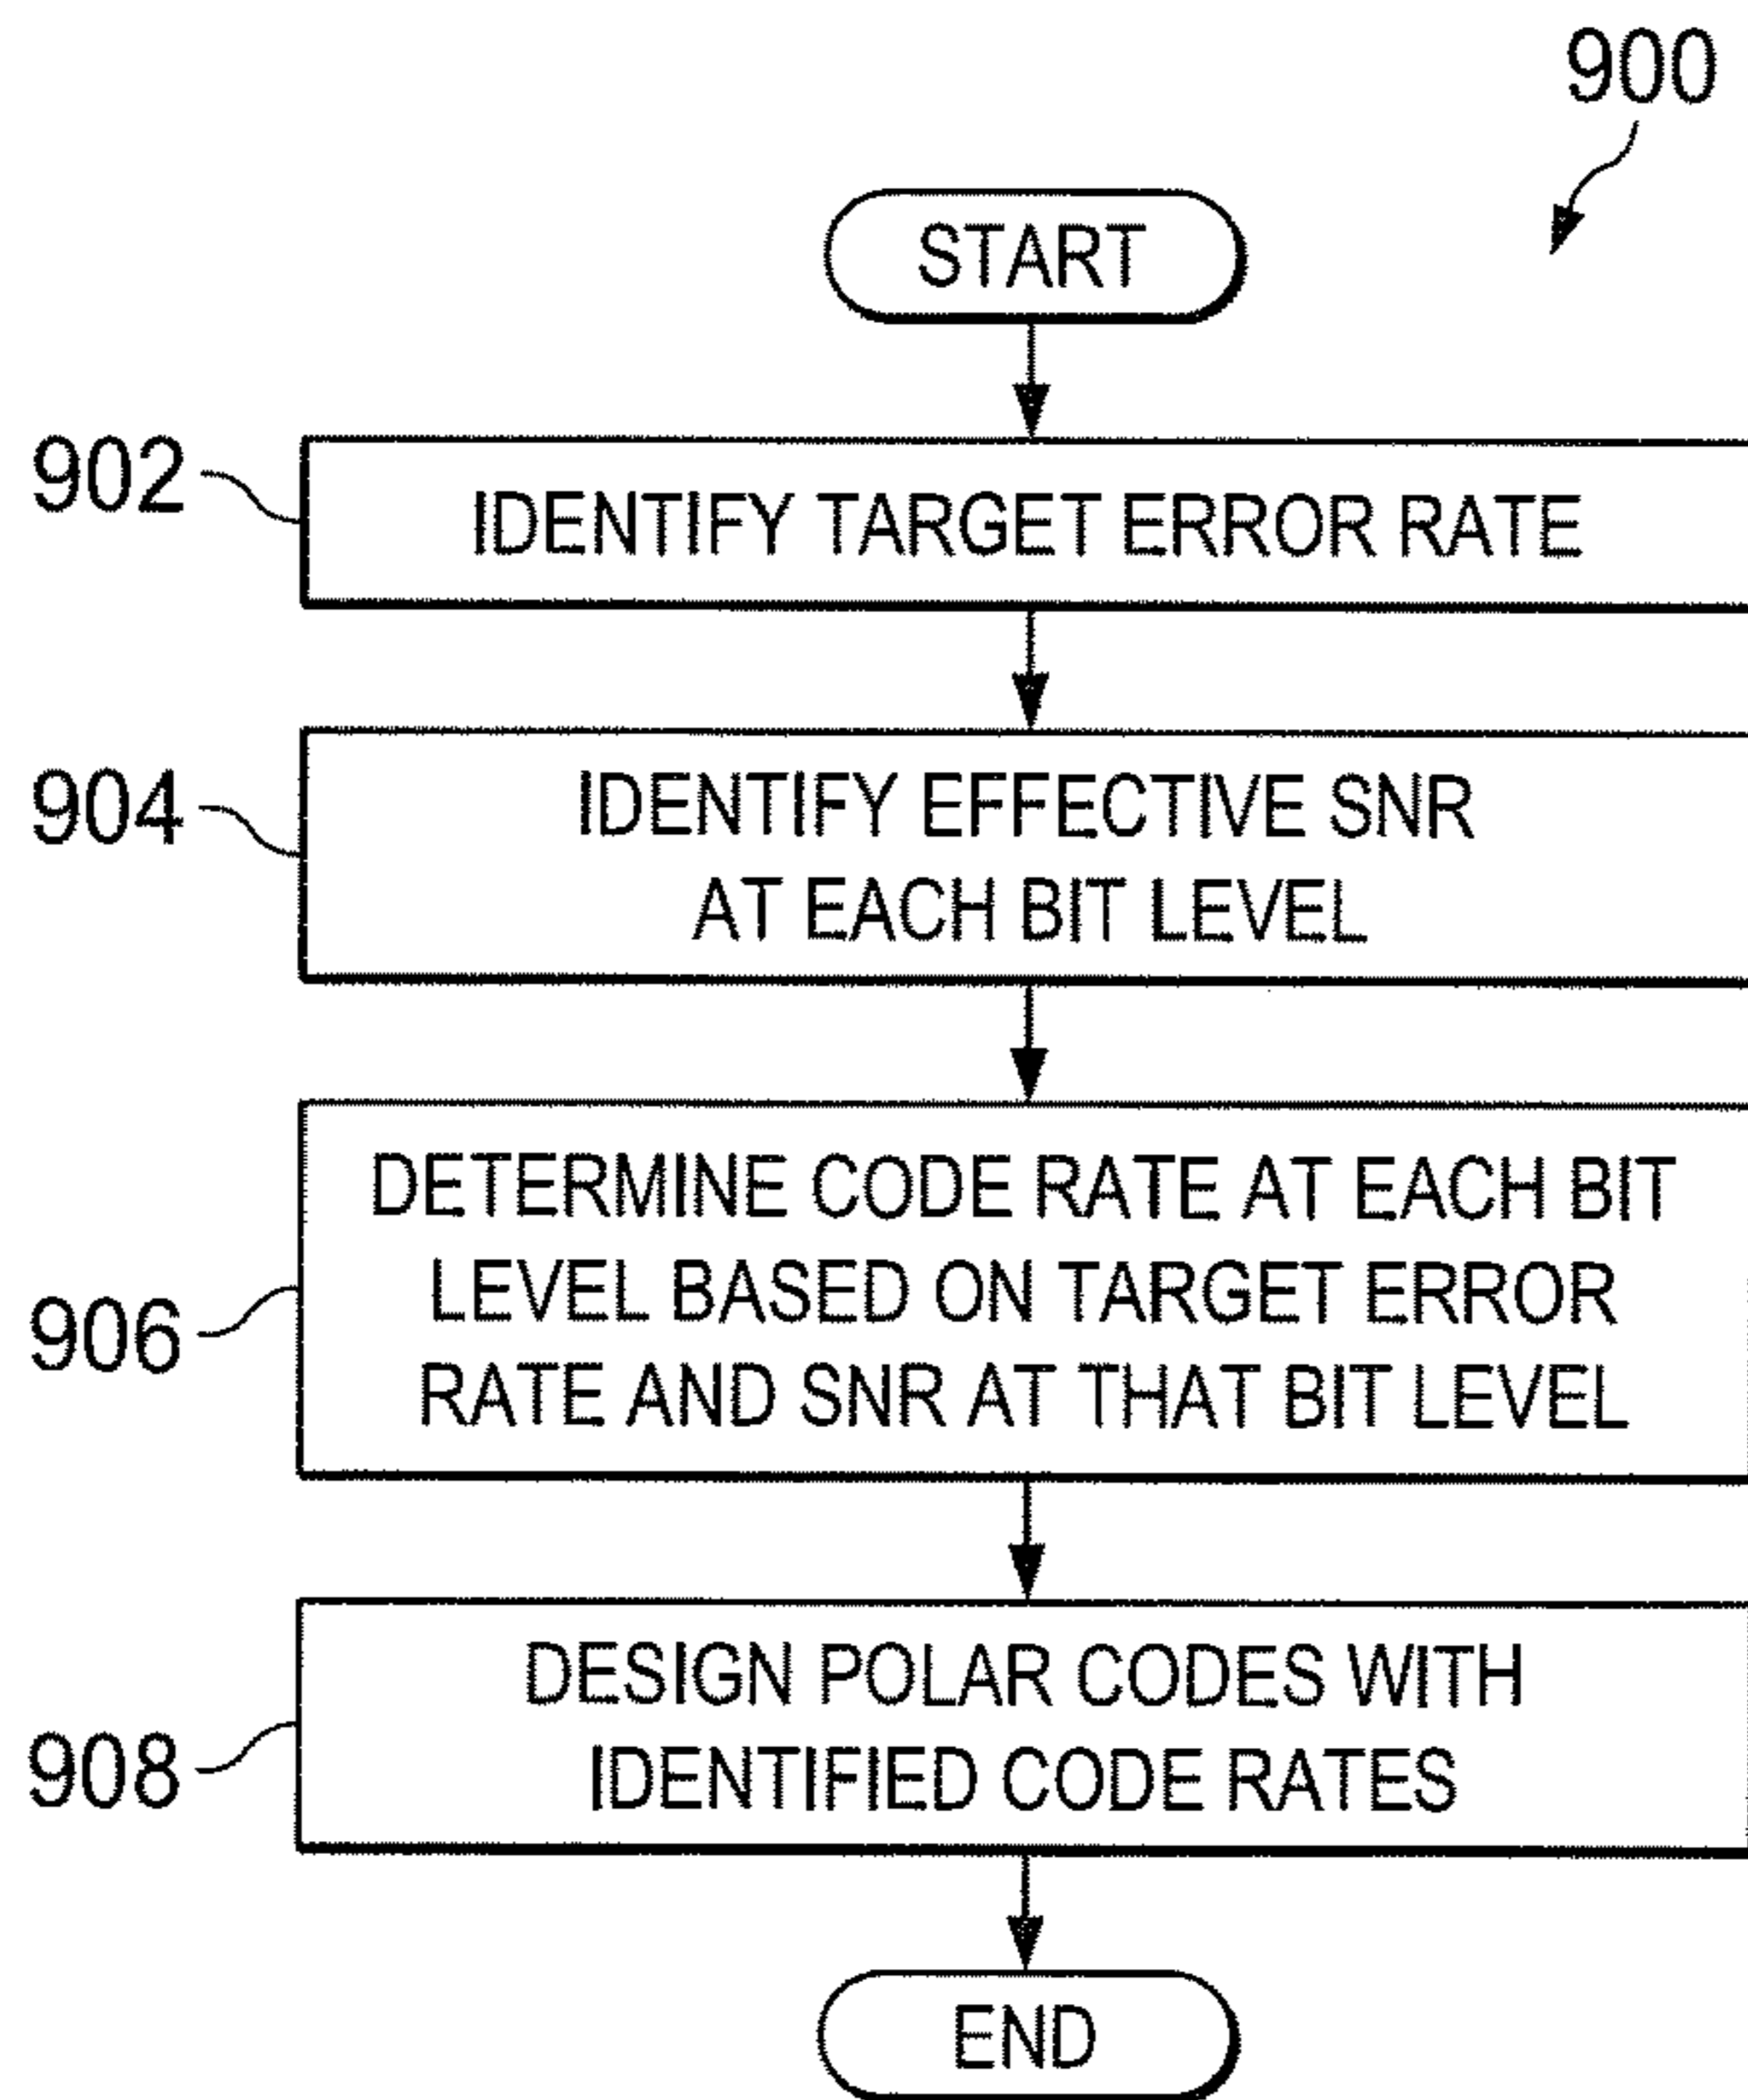 900
START
902
IDENTIFY TARGET ERROR RATE
904
IDENTIFY EFFECTIVE SNR
AT EACH BIT LEVEL
906
DETERMINE CODE RATE AT EACH BIT
LEVEL BASED ON TARGET ERROR
RATE AND SNR AT THAT BIT LEVEL
908
DESIGN POLAR CODES WITH
IDENTIFIED CODE RATES
END